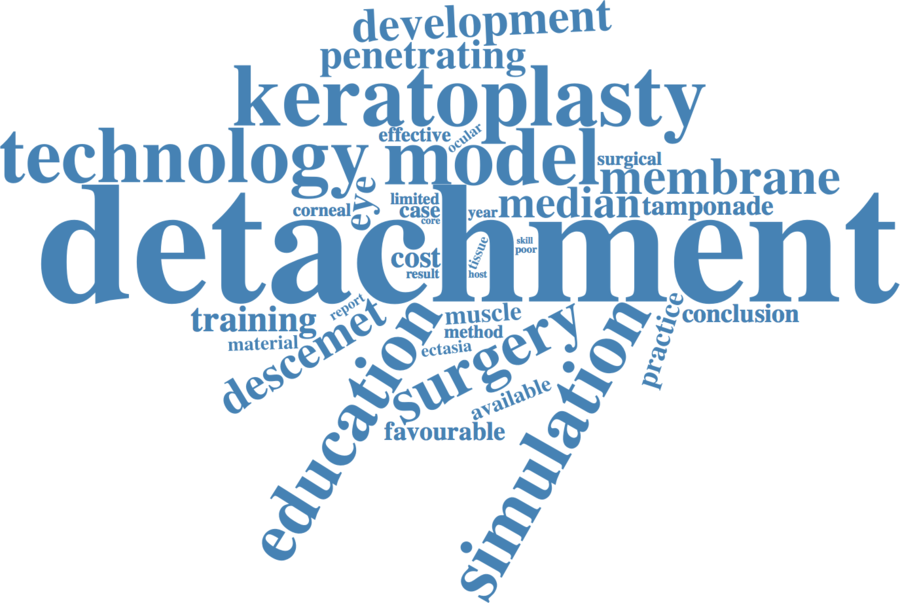 development
penetrating
keratoplasty
effective
ocular
technology
model
surgical
membrane
eye
corneal
limited
case
core
year
median
tamponade
detachment
cost
result
tissue
host
skill
poor
training
report
material
descemet
education
muscle
method
ectasia
surgery
simulation
practice
conclusion
available
favourable